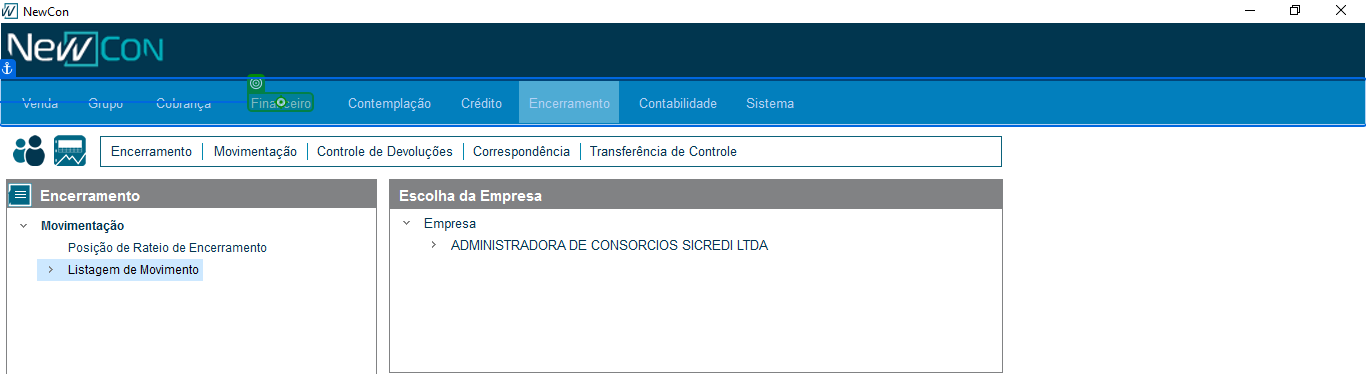 NewCon
NewCon
Venda Grupo Cobrança Financeiro Contemplação Crédito Encerramento Contabilidade Sistema
Encerramento Movimentação Controle de Devoluções Correspondência Transferência de Controle
Encerramento
Movimentação
Posição de Rateio de Encerramento
Listagem de Movimento
Escolha da Empresa
Empresa
ADMINISTRADORA DE CONSORCIOS SICREDI LTDA